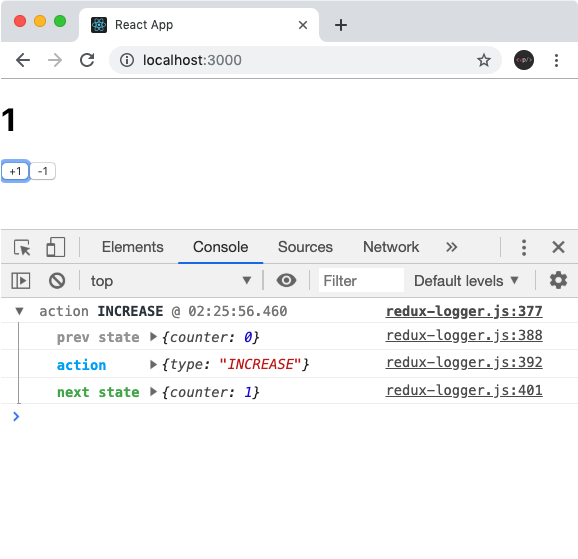 React App
localhost:3000
1
+1 -1
Elements Console Sources Network »
top Filter Default levels ▼
▼ action INCREASE @ 02:25:56.460 redux-logger.js:377
prev state ▶{counter: 0} redux-logger.js:388
action ▶{type: "INCREASE"} redux-logger.js:392
next state ▶{counter: 1} redux-logger.js:401